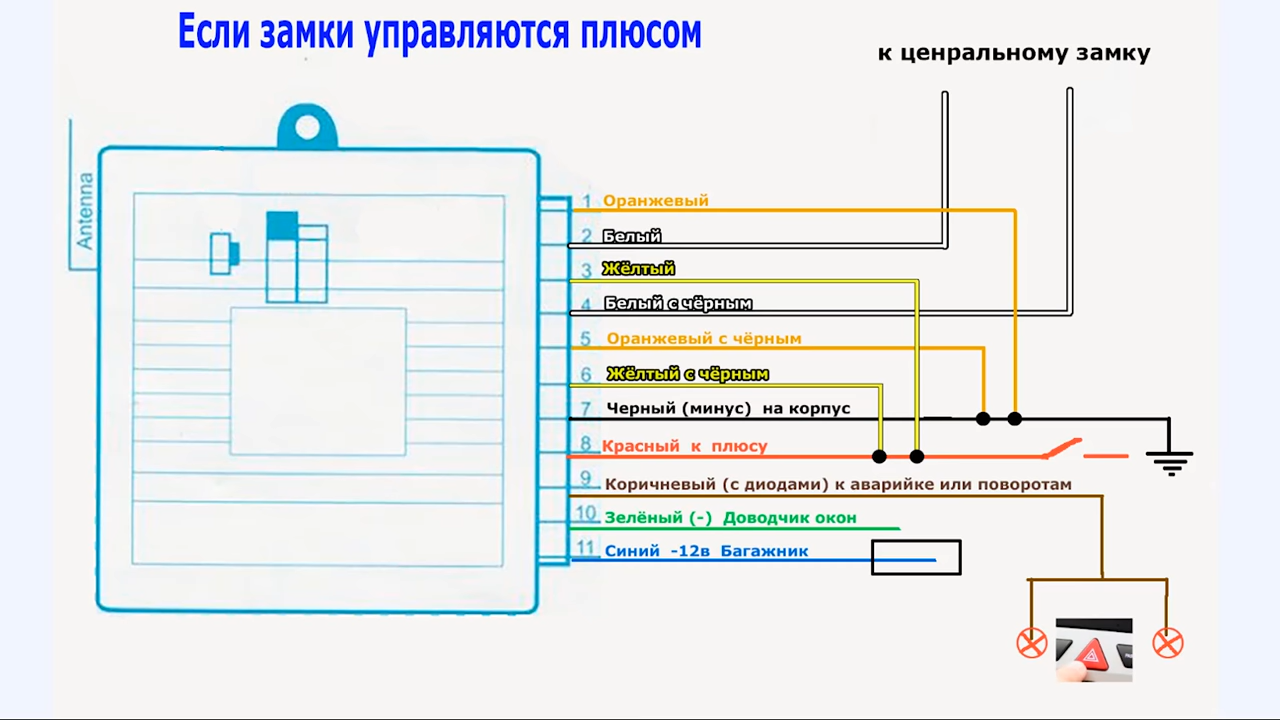 Если замки управляются плюсом
к ценральному замку
Antenna
1 Оранжевый
2 Белый
3 Жёлтый
4 Белый с чёрным
5 Оранжевый с чёрным
6 Жёлтый с чёрным
7 Черный (минус) на корпус
8 Красный к плюсу
9 Коричневый (с диодами) к аварийке или поворотам
10 Зелёный (-) Доводчик окон
11 Синий -12в Багажник